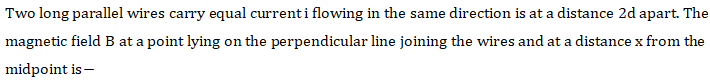 Two long parallel wires carry equal current i flowing in the same direction is at a distance 2d apart. The
magnetic field B at a point lying on the perpendicular line joining the wires and at a distance x from the
midpoint is−